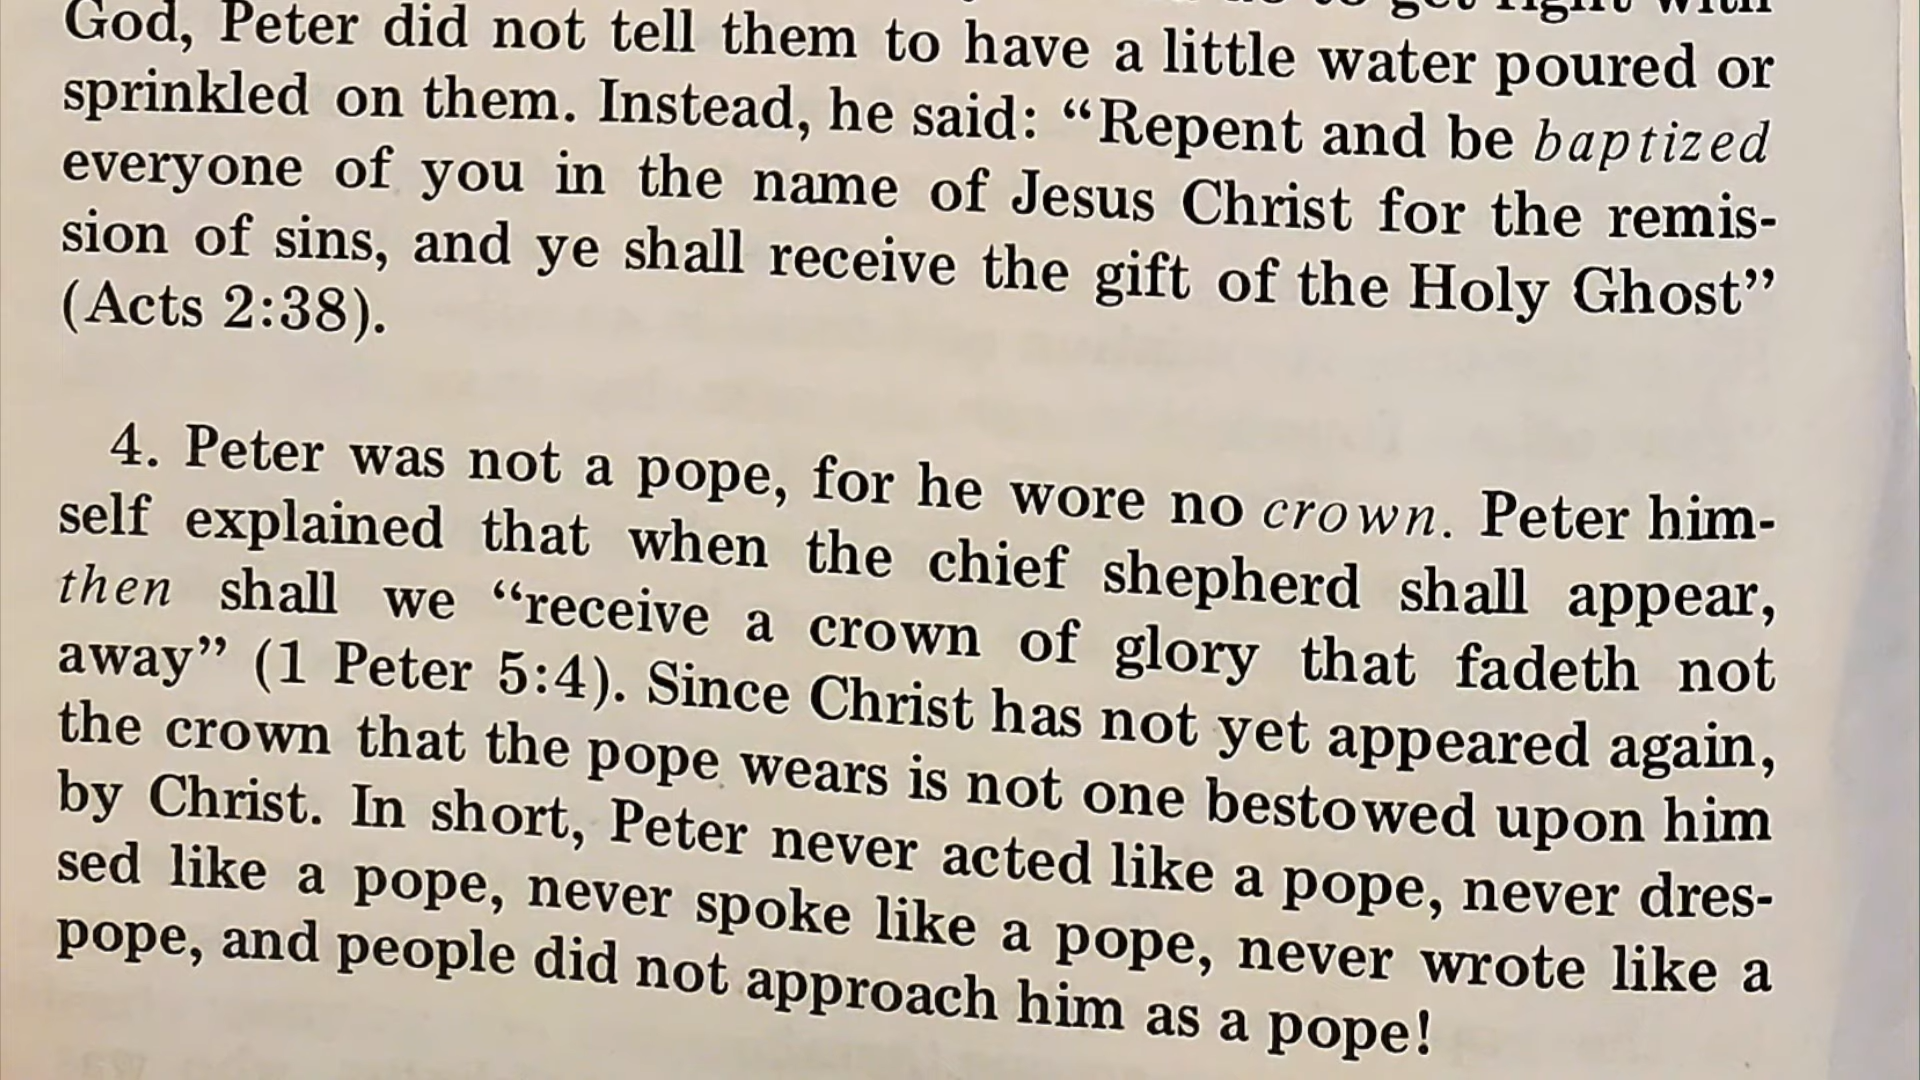 to get right with
God, Peter did not tell them to have a little water poured or
sprinkled on them. Instead, he said: “Repent and be baptized
everyone of you in the name of Jesus Christ for the remis-
sion of sins, and ye shall receive the gift of the Holy Ghost”
(Acts 2:38).
4. Peter was not a pope, for he wore no crown. Peter him-
self explained that when the chief shepherd shall appear,
then shall we “receive a crown of glory that fadeth not
away” (1 Peter 5:4). Since Christ has not yet appeared again,
the crown that the pope wears is not one bestowed upon him
by Christ. In short, Peter never acted like a pope, never dres-
sed like a pope, never spoke like a pope, never wrote like a
pope, and people did not approach him as a pope!